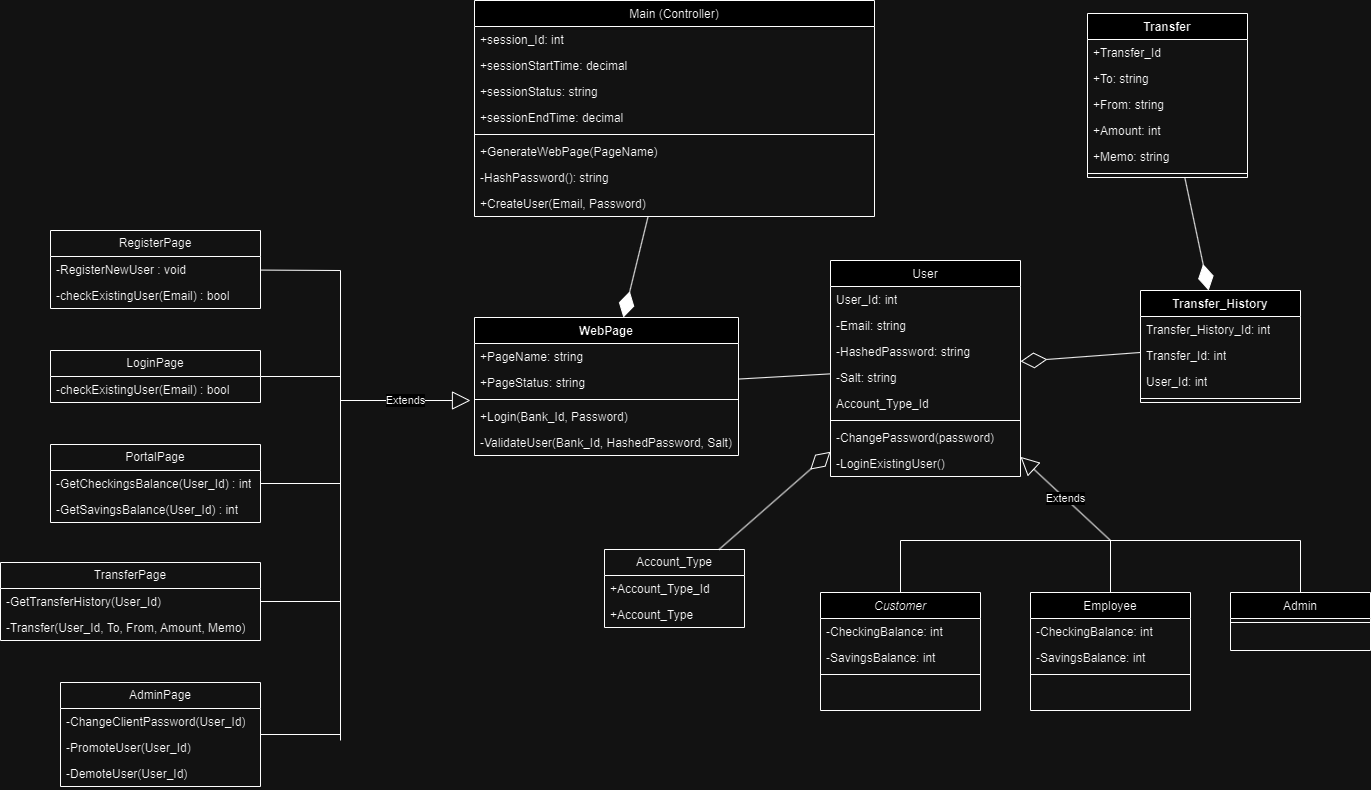 Main (Controller)
+session_Id: int
+sessionStartTime: decimal
+sessionStatus: string
+sessionEndTime: decimal
+GenerateWebPage(PageName)
-HashPassword(): string
+CreateUser(Email, Password)
Transfer
+Transfer_Id
+To: string
+From: string
+Amount: int
+Memo: string
RegisterPage
-RegisterNewUser : void
-checkExistingUser(Email) : bool
LoginPage
-checkExistingUser(Email) : bool
PortalPage
-GetCheckingsBalance(User_Id) : int
-GetSavingsBalance(User_Id) : int
TransferPage
-GetTransferHistory(User_Id)
-Transfer(User_Id, To, From, Amount, Memo)
AdminPage
-ChangeClientPassword(User_Id)
-PromoteUser(User_Id)
-DemoteUser(User_Id)
Extends
WebPage
+PageName: string
+PageStatus: string
+Login(Bank_Id, Password)
-ValidateUser(Bank_Id, HashedPassword, Salt)
User
User_Id: int
-Email: string
-HashedPassword: string
-Salt: string
Account_Type_Id
-ChangePassword(password)
-LoginExistingUser()
Transfer_History
Transfer_History_Id: int
Transfer_Id: int
User_Id: int
Extends
Account_Type
+Account_Type_Id
+Account_Type
Customer
-CheckingBalance: int
-SavingsBalance: int
Employee
-CheckingBalance: int
-SavingsBalance: int
Admin